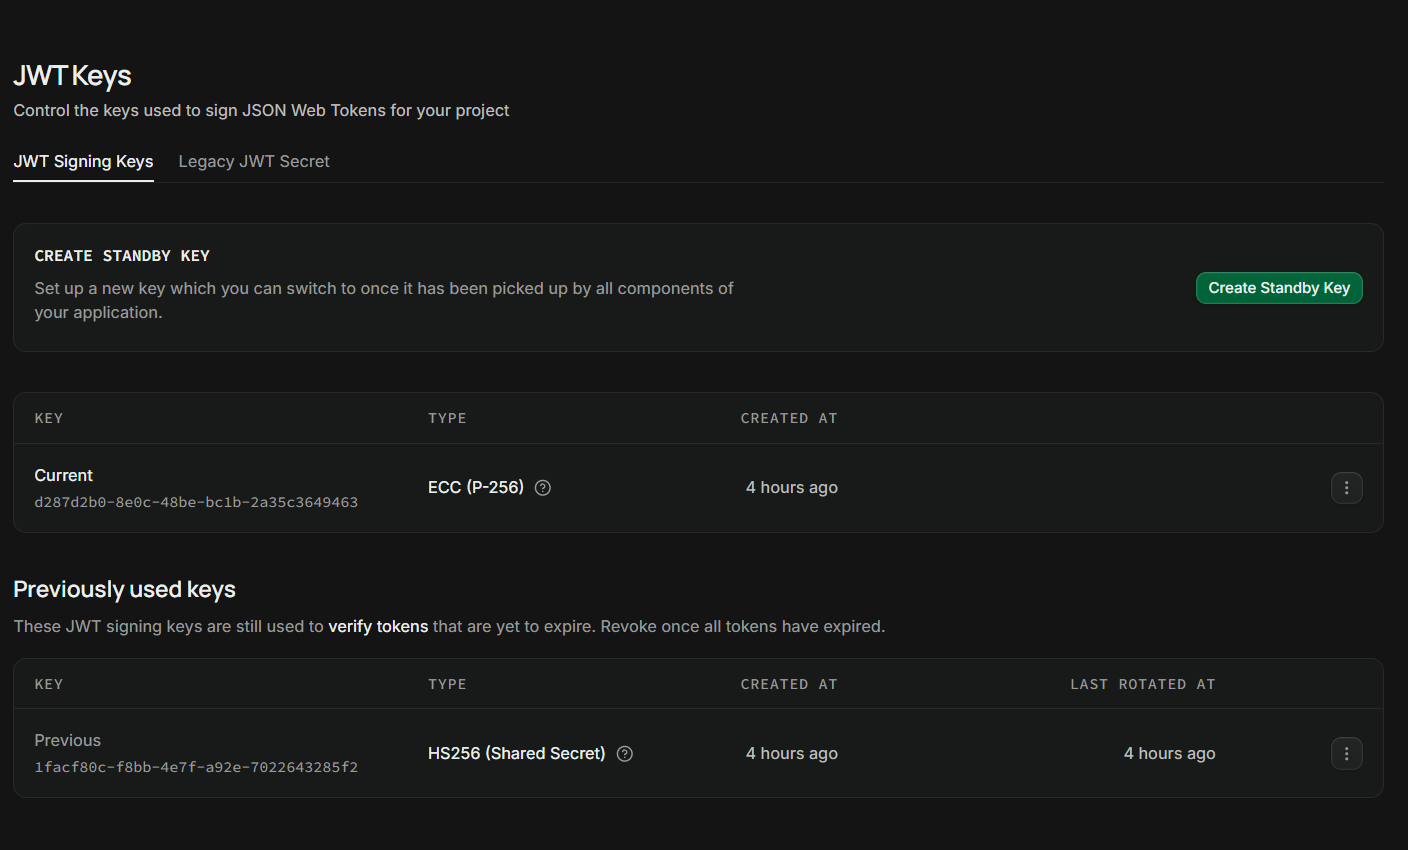 JWT Keys
Control the keys used to sign JSON Web Tokens for your project
JWT Signing Keys Legacy JWT Secret
CREATE STANDBY KEY
Set up a new key which you can switch to once it has been picked up by all components of
your application.
Create Standby Key
KEY TYPE CREATED AT
Current
d287d2b0-8e0c-48be-bc1b-2a35c3649463
ECC (P-256) 4 hours ago
Previously used keys
These JWT signing keys are still used to verify tokens that are yet to expire. Revoke once all tokens have expired.
KEY TYPE CREATED AT LAST ROTATED AT
Previous
1facf80c-f8bb-4e7f-a92e-7022643285f2
HS256 (Shared Secret) 4 hours ago 4 hours ago